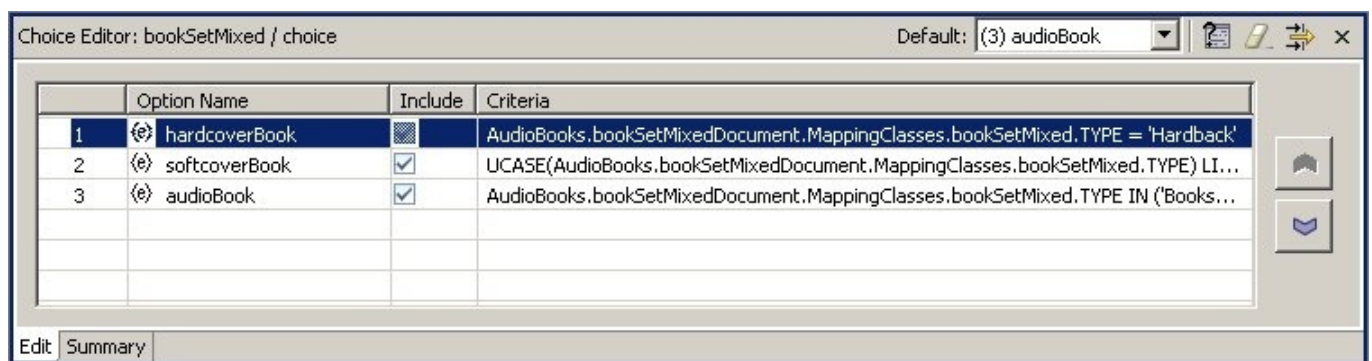 Choice Editor: bookSetMixed / choice Default: (3) audioBook
Option Name Include Criteria
1 hardcoverBook AudioBooks.bookSetMixedDocument.MappingClasses.bookSetMixed.TYPE = 'Hardback'
2 softcoverBook UCASE(AudioBooks.bookSetMixedDocument.MappingClasses.bookSetMixed.TYPE) LI...
3 audioBook AudioBooks.bookSetMixedDocument.MappingClasses.bookSetMixed.TYPE IN ('Books...
Edit Summary